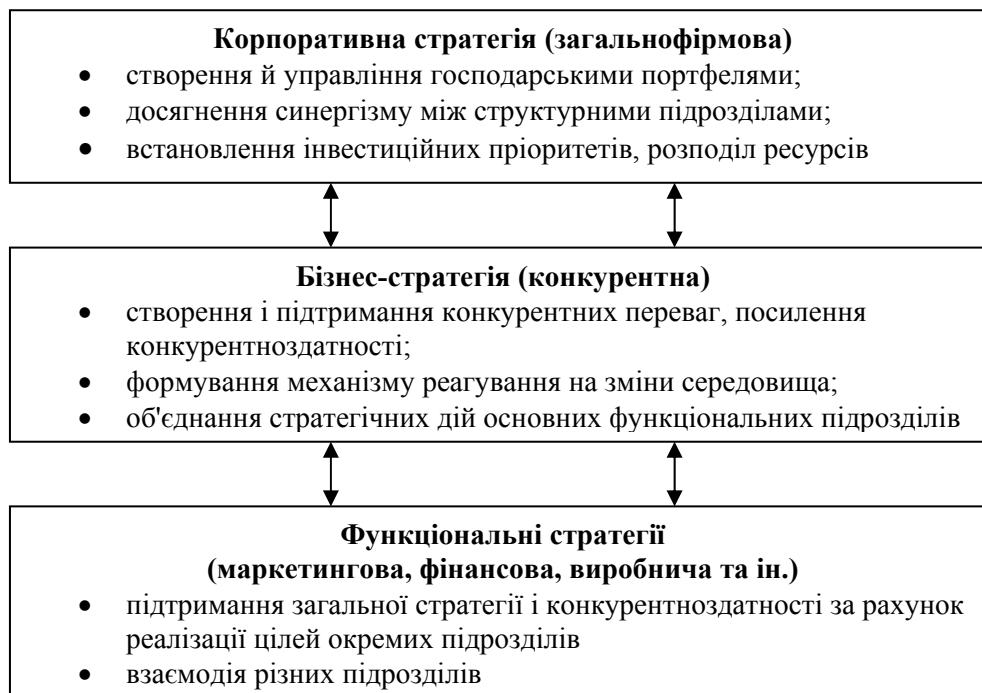 Корпоративна стратегія (загальнофірмова)
• створення й управління господарськими портфелями;
• досягнення синергізму між структурними підрозділами;
• встановлення інвестиційних пріоритетів, розподіл ресурсів
Бізнес-стратегія (конкурентна)
• створення і підтримання конкурентних переваг, посилення
конкурентноздатності;
• формування механізму реагування на зміни середовища;
• об'єднання стратегічних дій основних функціональних підрозділів
Функціональні стратегії
(маркетингова, фінансова, виробнича та ін.)
• підтримання загальної стратегії і конкурентноздатності за рахунок
реалізації цілей окремих підрозділів
• взаємодія різних підрозділів